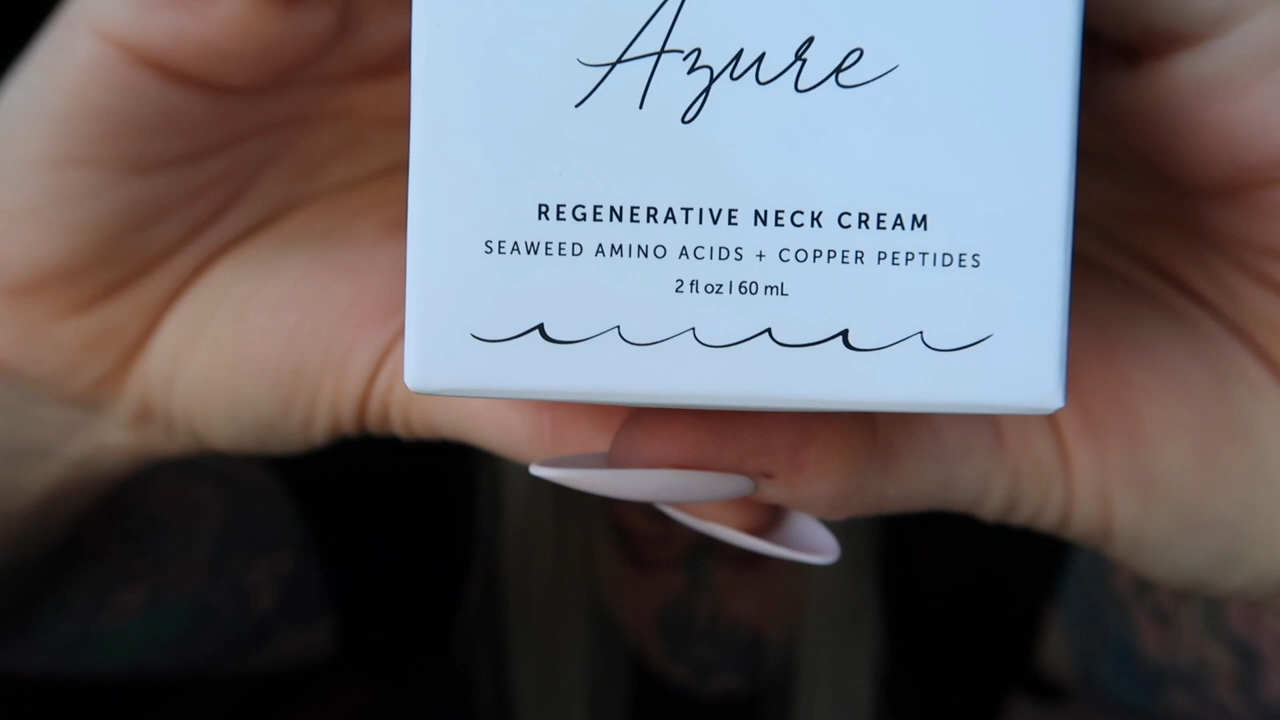 Azure
REGENERATIVE NECK CREAM
SEAWEED AMINO ACIDS + COPPER PEPTIDES
2 fl oz | 60 mL